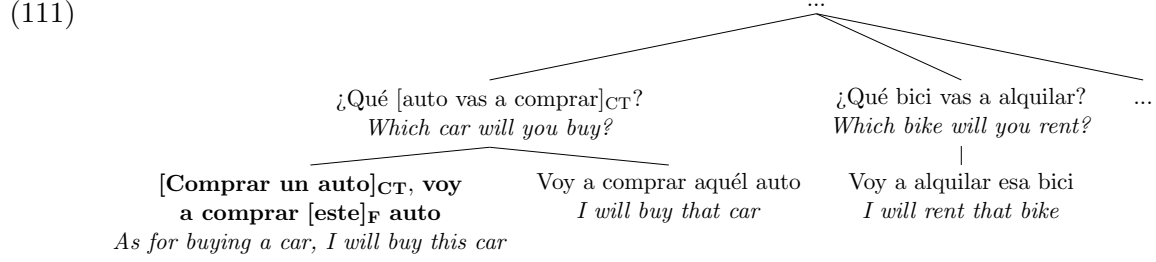 (111)
...
¿Qué [auto vas a comprar]CT? ¿Qué bici vas a alquilar? ...
Which car will you buy? Which bike will you rent?
[Comprar un auto]CT, voy Voy a comprar aquél auto Voy a alquilar esa bici
a comprar [este]F auto I will buy that car I will rent that bike
As for buying a car, I will buy this car